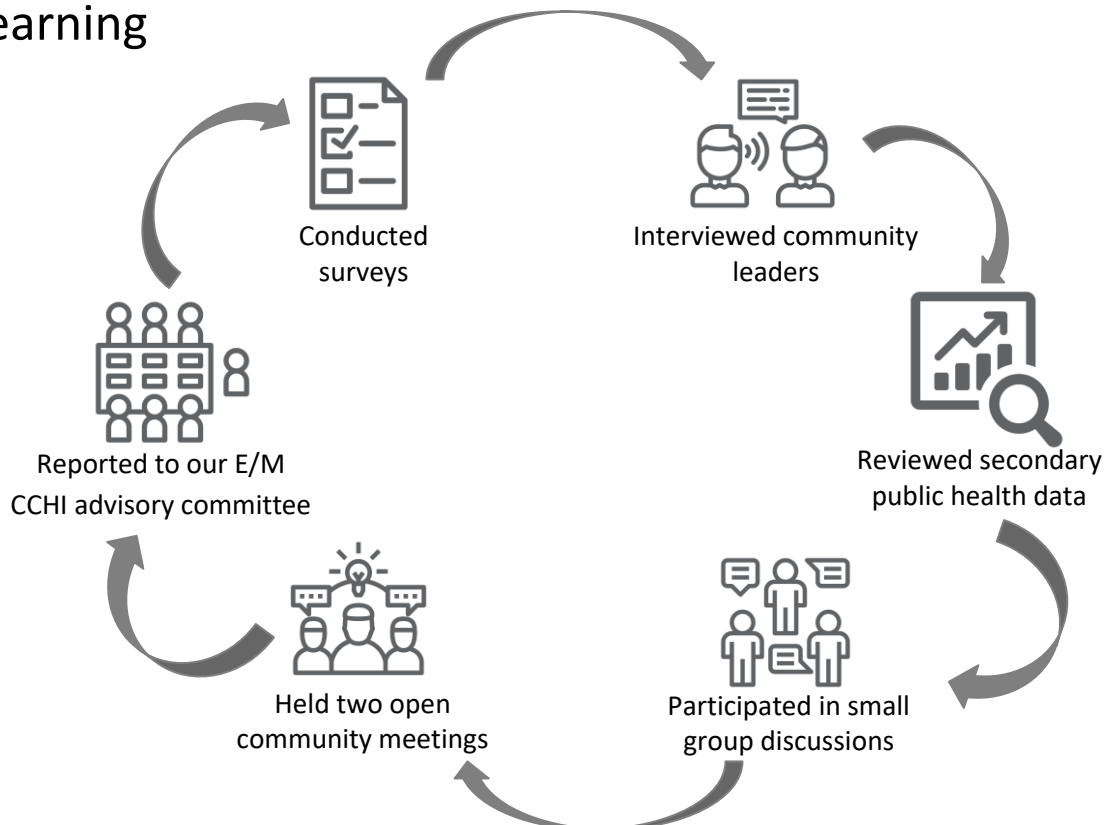 earning
Conducted
surveys
Interviewed community
leaders
Reviewed secondary
public health data
Participated in small
group discussions
Held two open
community meetings
Reported to our E/M
CCHI advisory committee